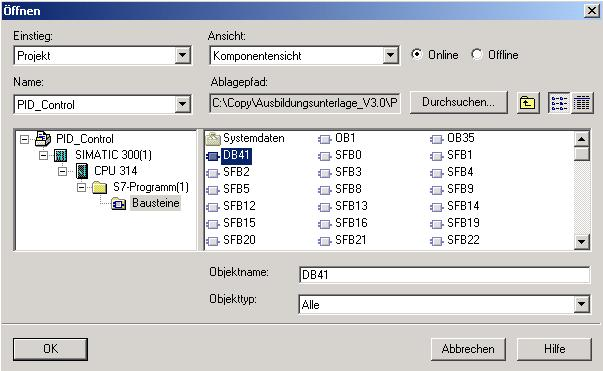 Öffnen
Einstieg: Ansicht:
Projekt Komponentensicht Online Offline
Name: Ablagepfad:
PID_Control C:\Copy\Ausbildungsunterlage_V3.0\P Durchsuchen...
PID_Control Systemdaten OB1 OB35
SIMATIC 300(1) DB41 SFB0 SFB1
CPU 314 SFB2 SFB3 SFB4
S7-Programm(1) SFB5 SFB8 SFB9
Bausteine SFB12 SFB13 SFB14
SFB15 SFB16 SFB19
SFB20 SFB21 SFB22
Objektname: DB41
Objekttyp: Alle
OK Abbrechen Hilfe